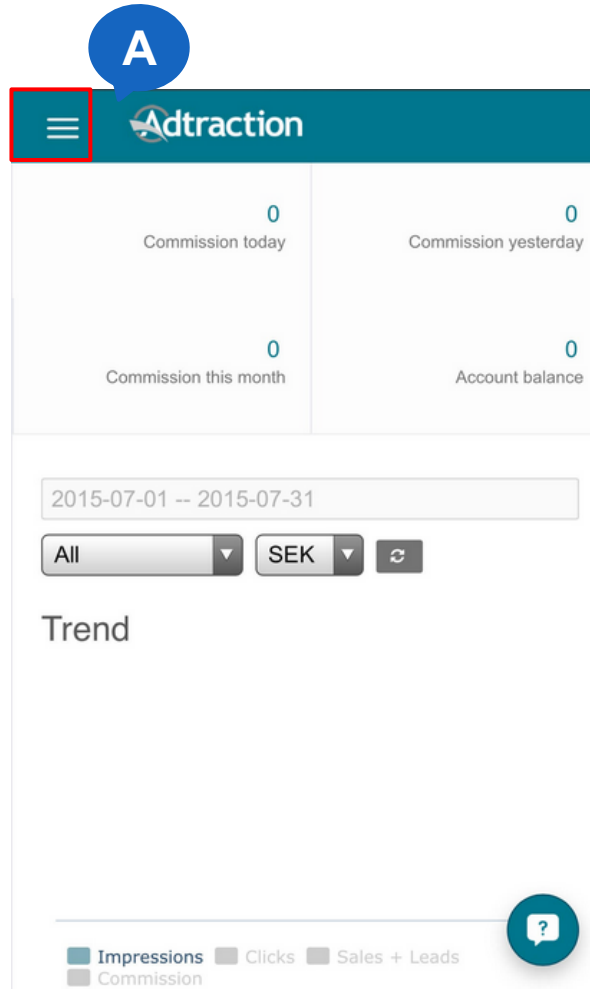 A
Adtraction
0
Commission today
0
Commission yesterday
0
Commission this month
0
Account balance
2015-07-01 -- 2015-07-31
All
SEK
Trend
?
Impressions Clicks Sales + Leads
Commission